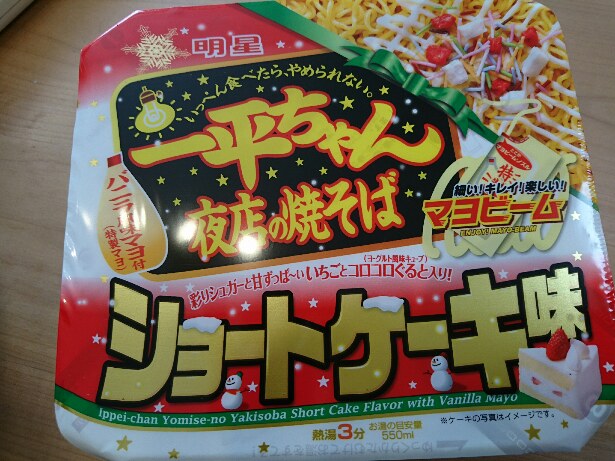 明星
いっぺん食べたら、やめられない。
一平ちゃん
夜店の焼そば
バニラ風味マヨ付
(特製マヨ)
特
細い!キレイ!楽しい!
マヨビーム
ENJOY! MAYO-BEAM
(ヨーグルト風味キューブ)
彩りシュガーと甘ずっぱ~いいちごとコロコロぐると入り!
ショートケーキ味
Ippei-chan Yomise-no Yakisoba Short Cake Flavor with Vanilla Mayo
※ケーキの写真はイメージです。
熱湯3分 お湯の目安量 550ml